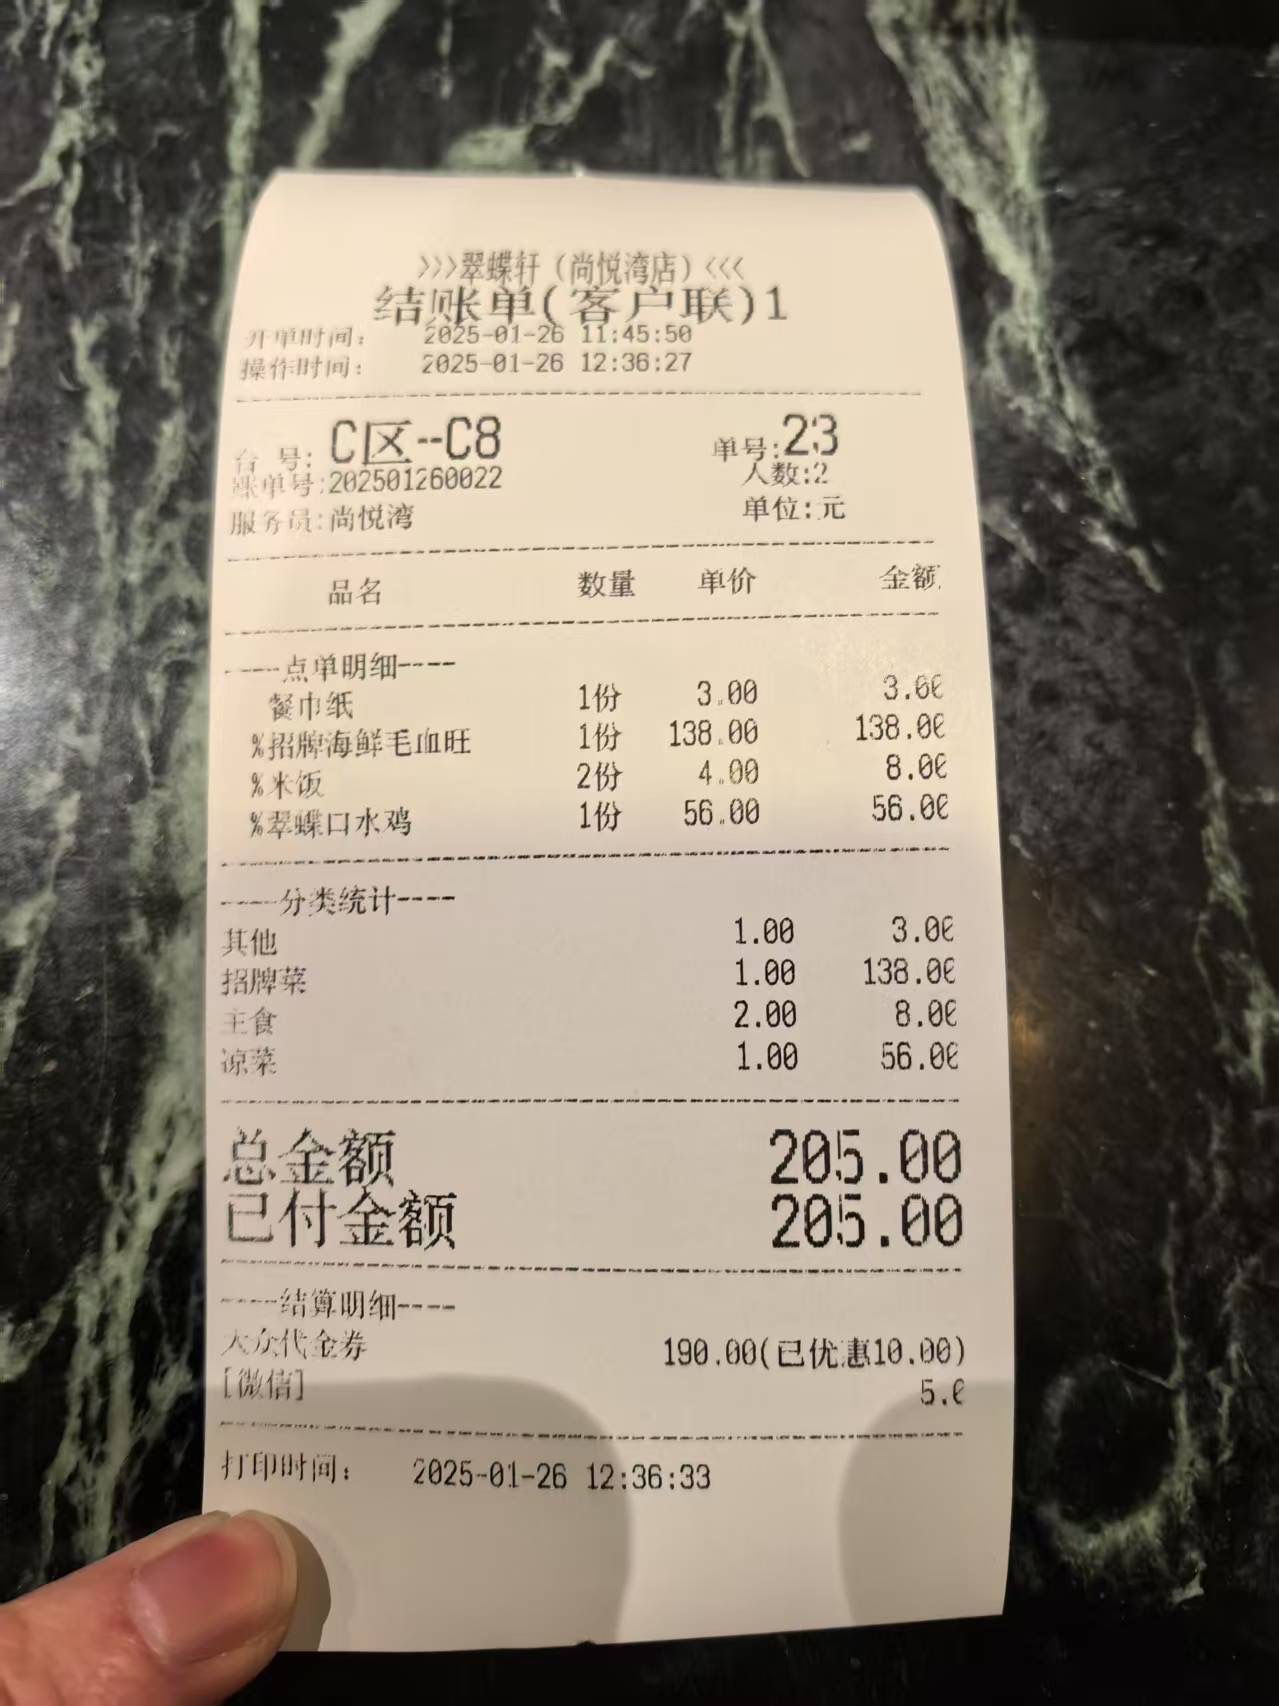 >>>翠蝶轩（尚悦湾店）<<<
结账单(客户联)1
开单时间： 2025-01-26 11:45:50
操作时间： 2025-01-26 12:36:27
台 号: C区--C8 单号:23
账单号:202501260022 人数:2
服务员:尚悦湾 单位:元
品名 数量 单价 金额
----点单明细----
餐巾纸 1份 3.00 3.00
%招牌海鲜毛血旺 1份 138.00 138.00
%米饭 2份 4.00 8.00
%翠蝶口水鸡 1份 56.00 56.00
----分类统计----
其他 1.00 3.00
招牌菜 1.00 138.00
主食 2.00 8.00
凉菜 1.00 56.00
总金额 205.00
已付金额 205.00
----结算明细----
大众代金券 190.00(已优惠10.00)
[微信] 5.0
打印时间： 2025-01-26 12:36:33